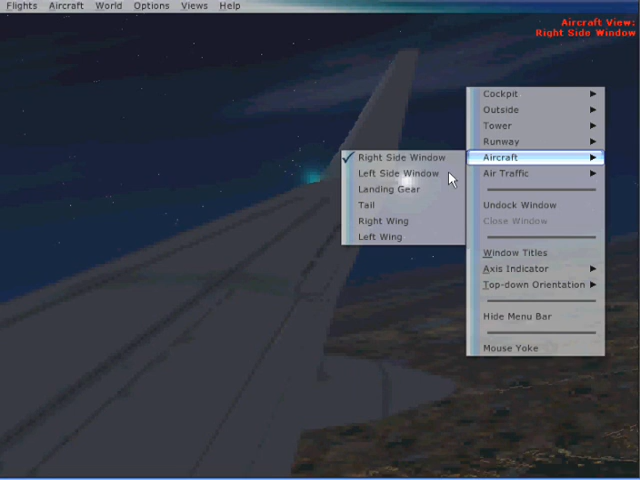 Flights Aircraft World Options Views Help
Aircraft View:
Right Side Window
Cockpit
Outside
Tower
Runway
Aircraft
Air Traffic
Undock Window
Close Window
Window Titles
Axis Indicator
Top-down Orientation
Hide Menu Bar
Mouse Yoke
Right Side Window
Left Side Window
Landing Gear
Tail
Right Wing
Left Wing